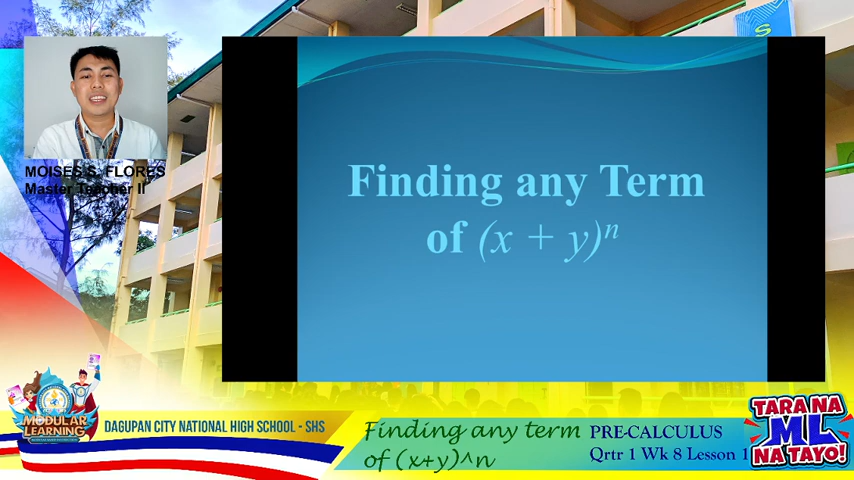 S
MOISES S. FLORES
Master Teacher II
Finding any Term
of (x + y)ⁿ
MODULAR
LEARNING
DAGUPAN CITY NATIONAL HIGH SCHOOL - SHS
Finding any term
of (x+y)^n
PRE-CALCULUS
Qrtr 1 Wk 8 Lesson 1
TARA NA
ML
NA TAYO!